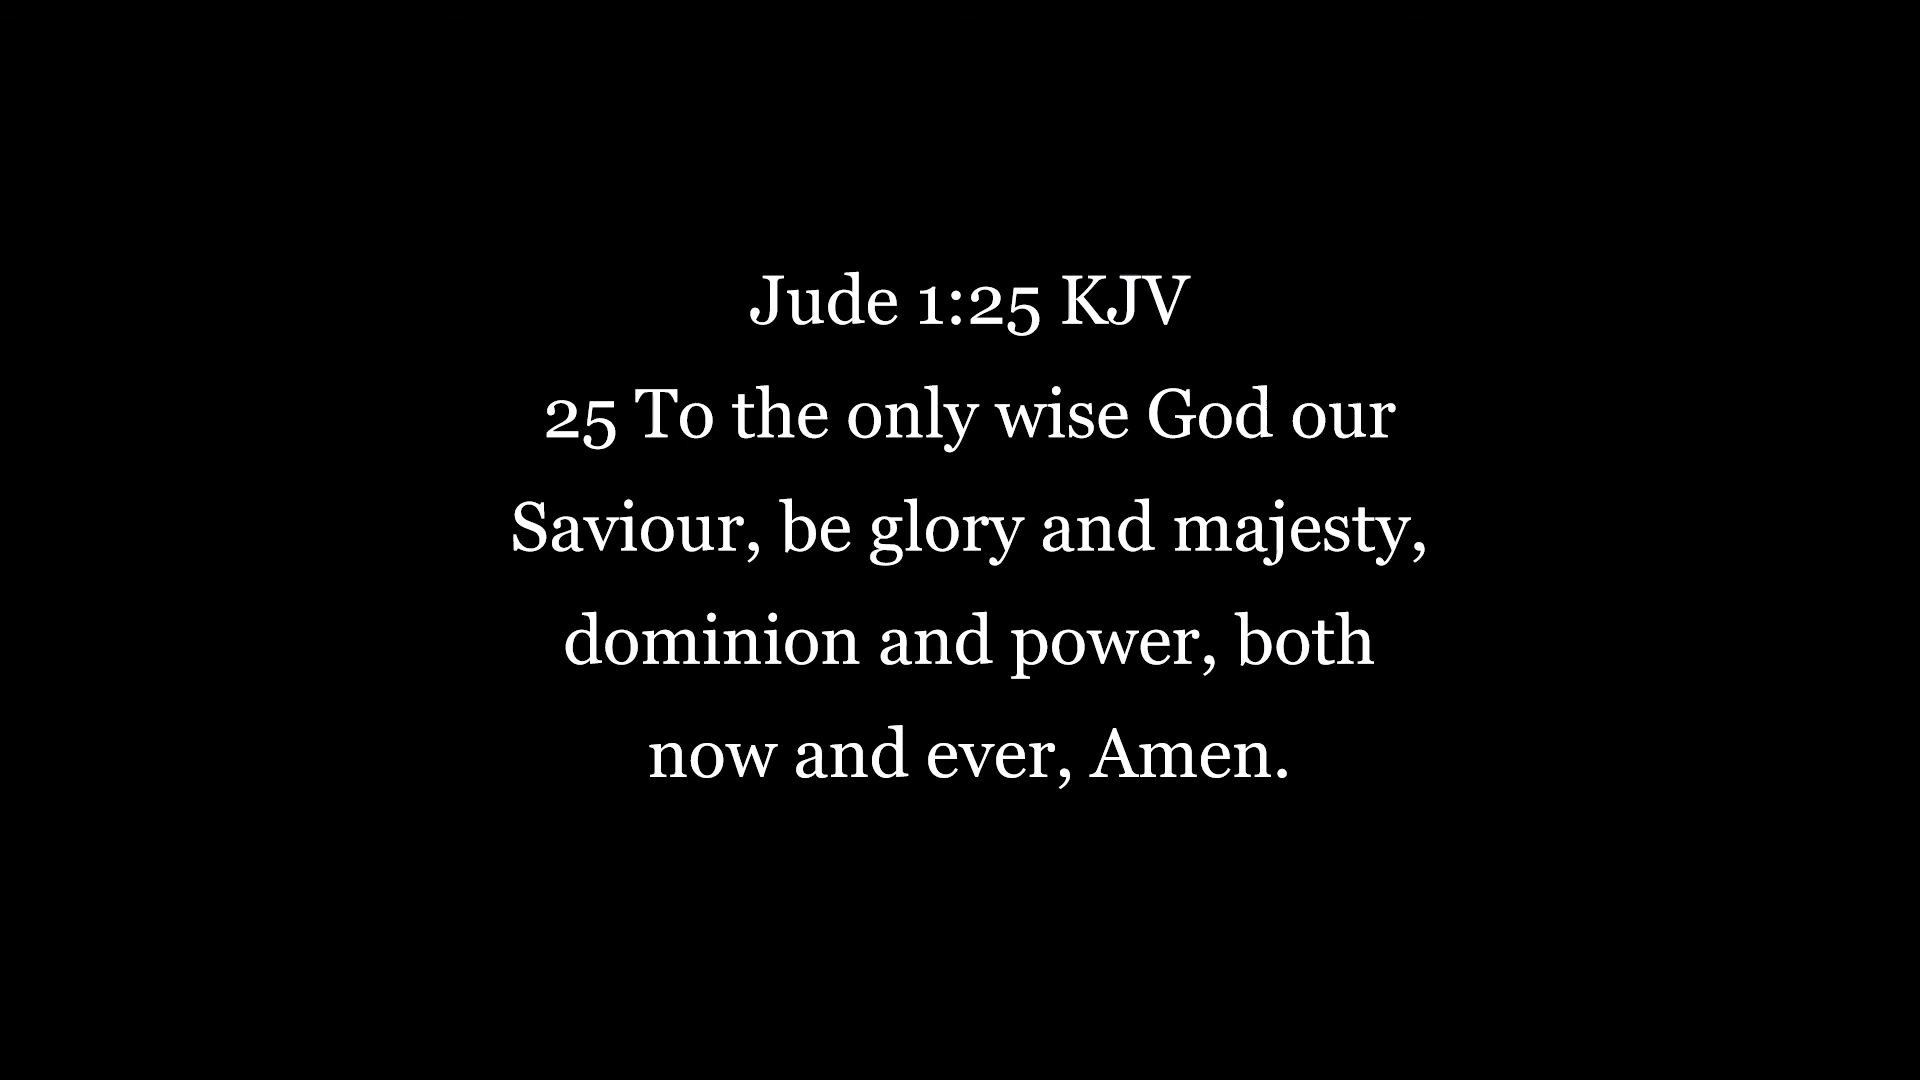 Jude 1:25 KJV
25 To the only wise God our
Saviour, be glory and majesty,
dominion and power, both
now and ever, Amen.